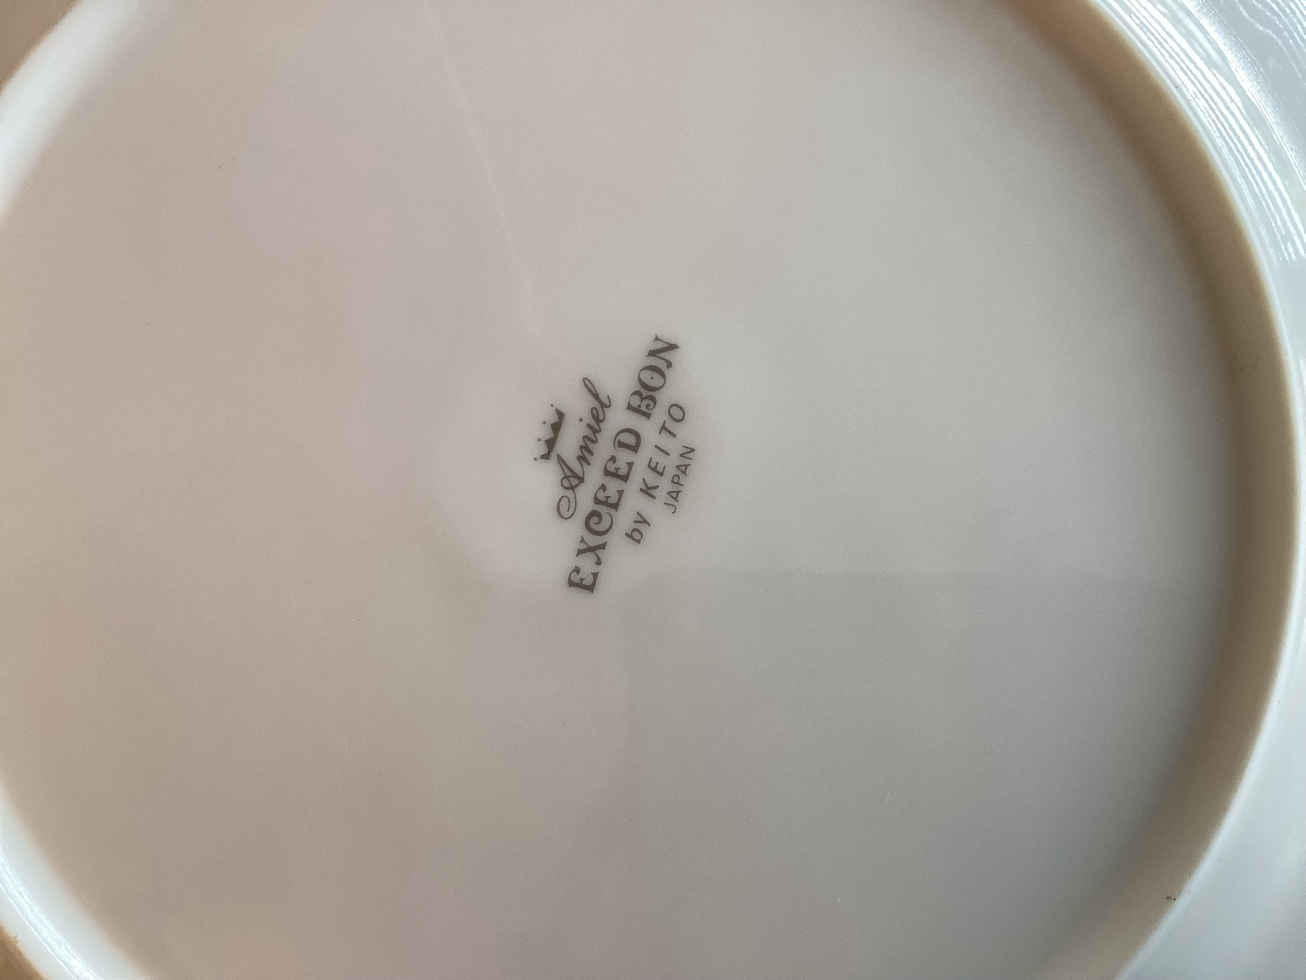 Amiel
EXCEED BON
by KEITO
JAPAN